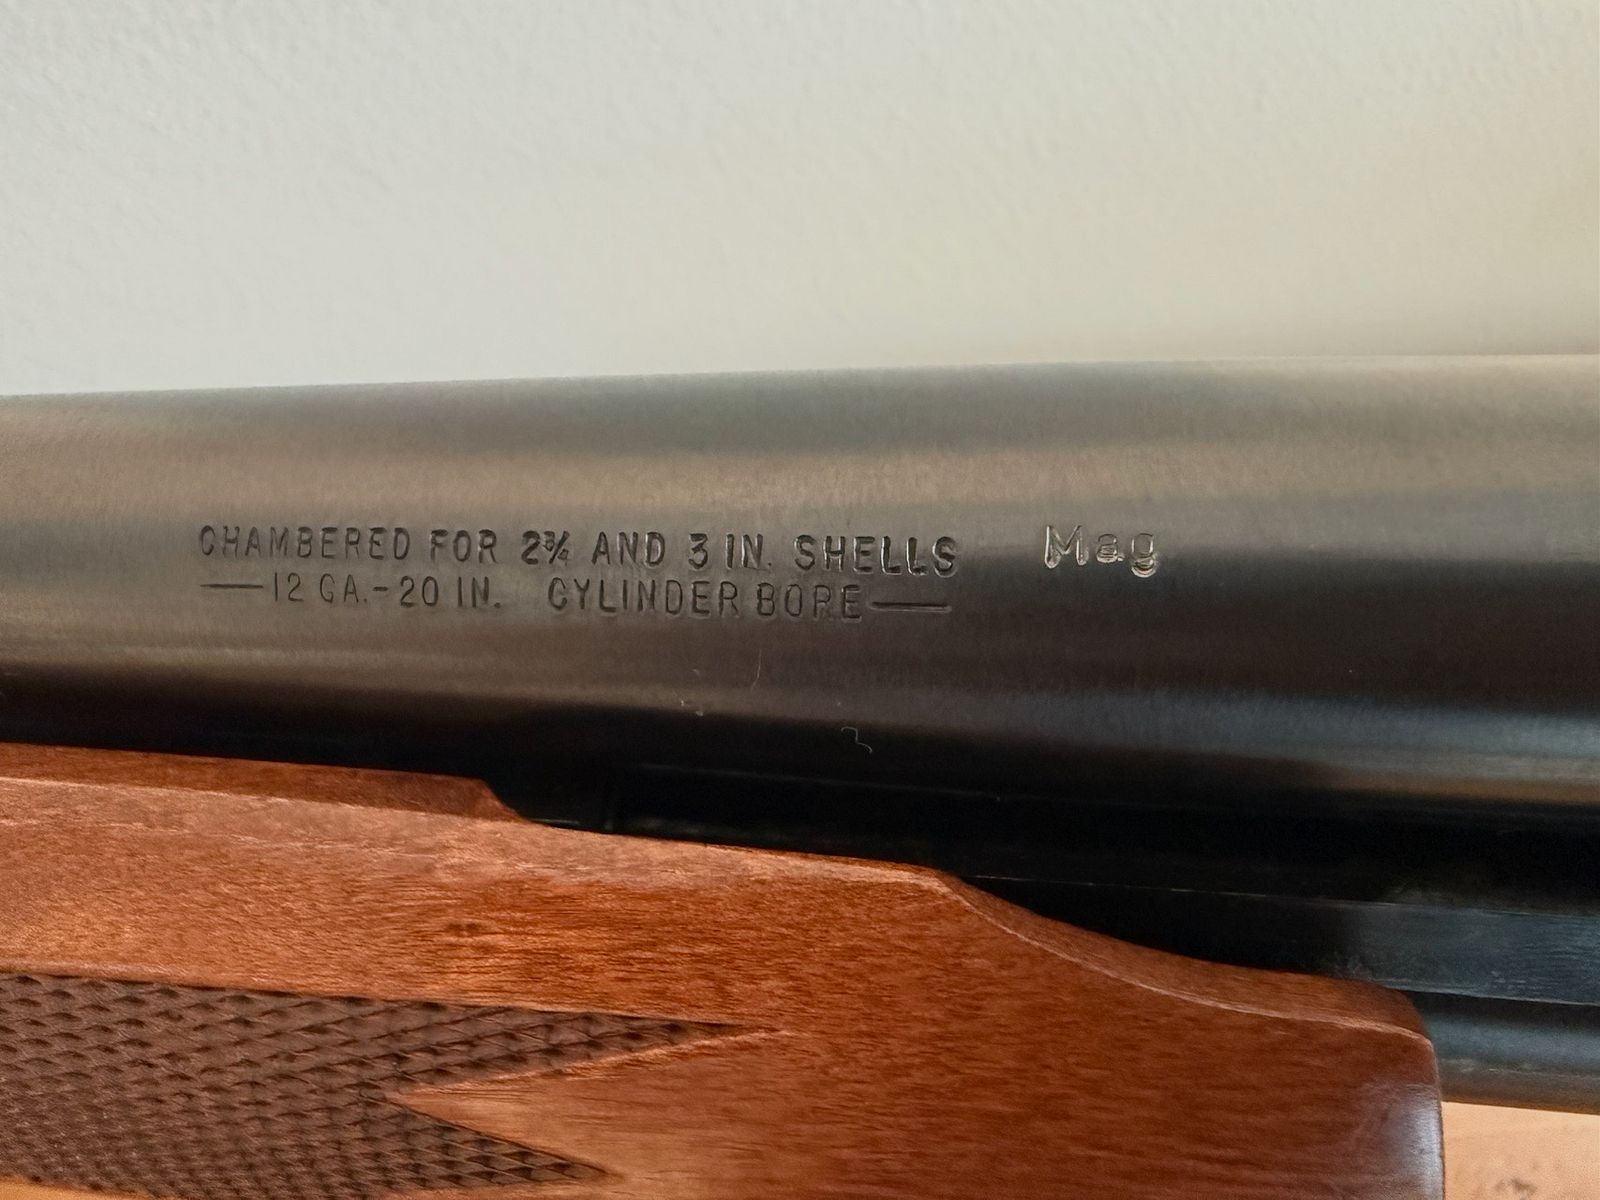 CHAMBERED FOR 2¾ AND 3 IN. SHELLS Mag
—12 GA.-20 IN. CYLINDER BORE—